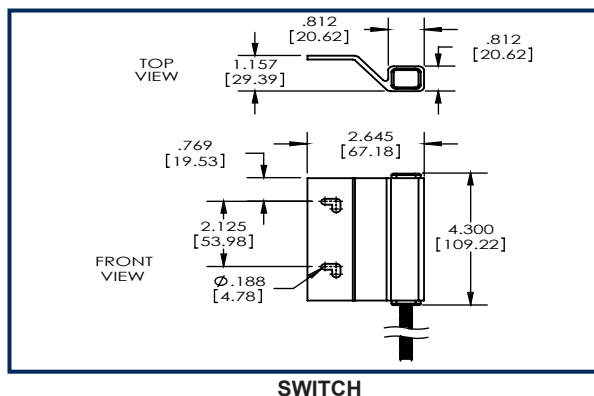 .812
[20.62]
.812
[20.62]
TOP
VIEW
1.157
[29.39]
.769
[19.53]
2.645
[67.18]
2.125
[53.98]
4.300
[109.22]
FRONT
VIEW
Ø.188
[4.78]
SWITCH